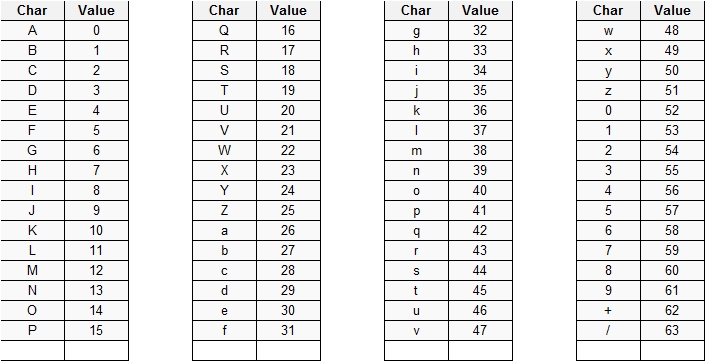 Char Value Char Value Char Value Char Value
A 0 Q 16 g 32 w 48
B 1 R 17 h 33 x 49
C 2 S 18 i 34 y 50
D 3 T 19 j 35 z 51
E 4 U 20 k 36 0 52
F 5 V 21 l 37 1 53
G 6 W 22 m 38 2 54
H 7 X 23 n 39 3 55
I 8 Y 24 o 40 4 56
J 9 Z 25 p 41 5 57
K 10 a 26 q 42 6 58
L 11 b 27 r 43 7 59
M 12 c 28 s 44 8 60
N 13 d 29 t 45 9 61
O 14 e 30 u 46 + 62
P 15 f 31 v 47 / 63